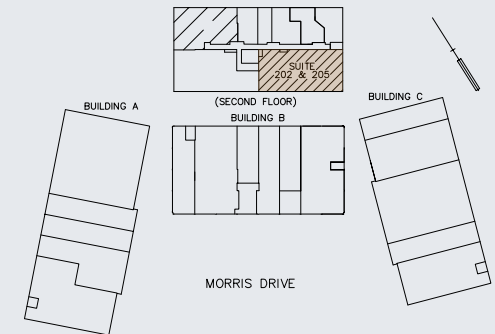 SUITE
202 & 205
(SECOND FLOOR)
BUILDING A
BUILDING B
BUILDING C
MORRIS DRIVE